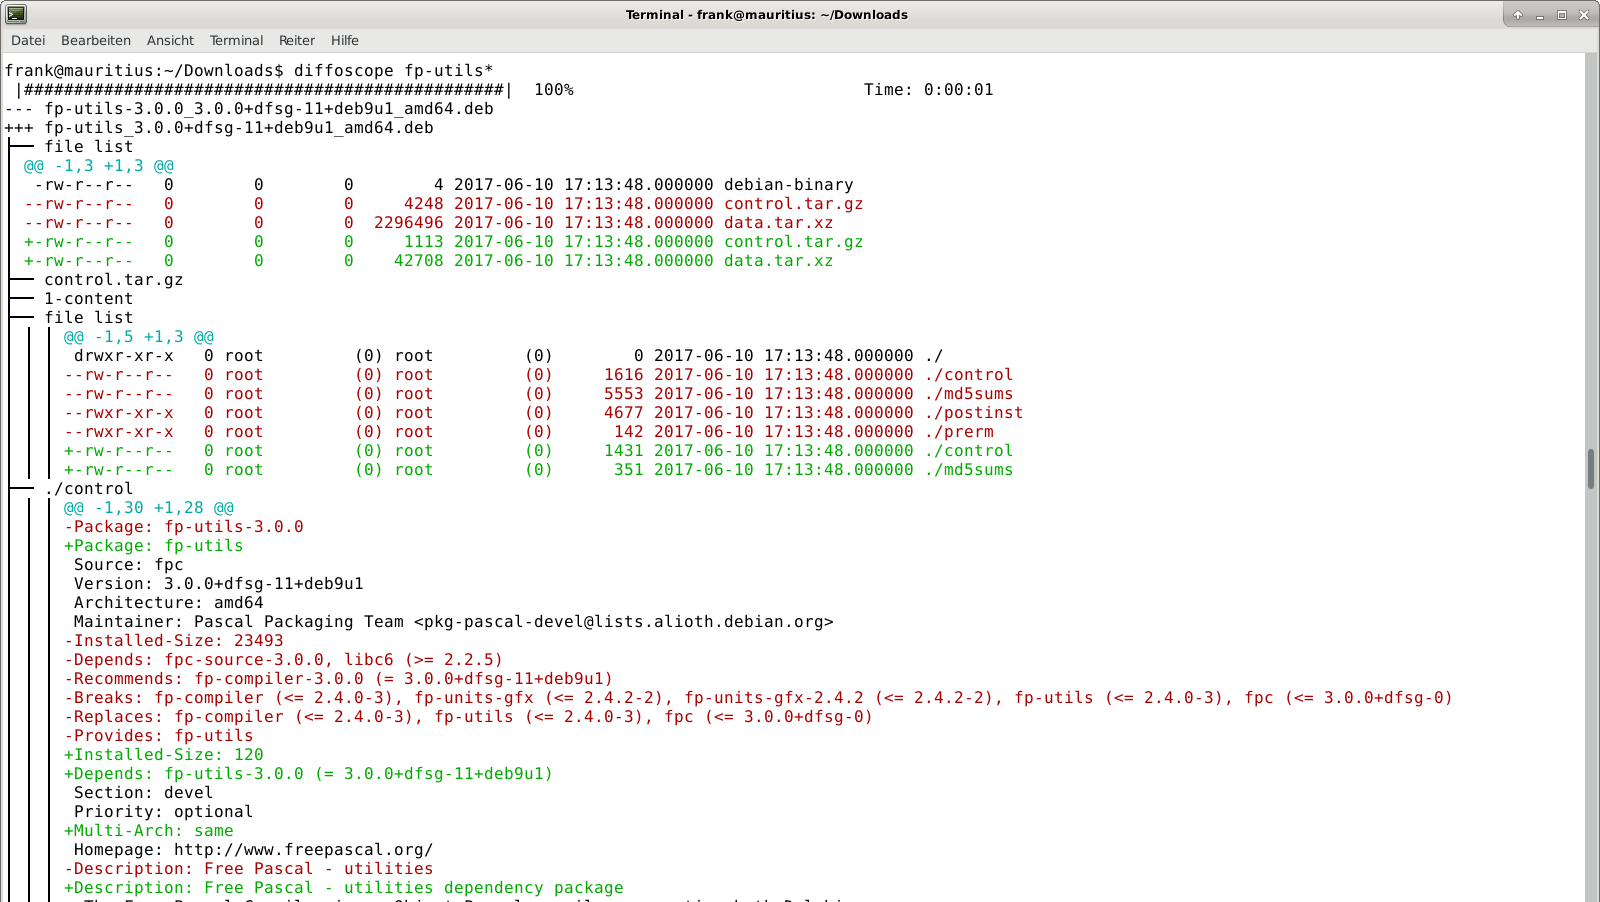 Terminal - frank@mauritius: ~/Downloads
Datei Bearbeiten Ansicht Terminal Reiter Hilfe
frank@mauritius:~/Downloads$ diffoscope fp-utils*
|################################################| 100% Time: 0:00:01
--- fp-utils-3.0.0_3.0.0+dfsg-11+deb9u1_amd64.deb
+++ fp-utils_3.0.0+dfsg-11+deb9u1_amd64.deb
├── file list
@@ -1,3 +1,3 @@
-rw-r--r-- 0 0 0 4 2017-06-10 17:13:48.000000 debian-binary
--rw-r--r-- 0 0 0 4248 2017-06-10 17:13:48.000000 control.tar.gz
--rw-r--r-- 0 0 0 2296496 2017-06-10 17:13:48.000000 data.tar.xz
+-rw-r--r-- 0 0 0 1113 2017-06-10 17:13:48.000000 control.tar.gz
+-rw-r--r-- 0 0 0 42708 2017-06-10 17:13:48.000000 data.tar.xz
├── control.tar.gz
├── 1-content
├── file list
│ │ │ @@ -1,5 +1,3 @@
│ │ │ drwxr-xr-x 0 root (0) root (0) 0 2017-06-10 17:13:48.000000 ./
│ │ │ --rw-r--r-- 0 root (0) root (0) 1616 2017-06-10 17:13:48.000000 ./control
│ │ │ --rw-r--r-- 0 root (0) root (0) 5553 2017-06-10 17:13:48.000000 ./md5sums
│ │ │ --rwxr-xr-x 0 root (0) root (0) 4677 2017-06-10 17:13:48.000000 ./postinst
│ │ │ --rwxr-xr-x 0 root (0) root (0) 142 2017-06-10 17:13:48.000000 ./prerm
│ │ │ +-rw-r--r-- 0 root (0) root (0) 1431 2017-06-10 17:13:48.000000 ./control
│ │ │ +-rw-r--r-- 0 root (0) root (0) 351 2017-06-10 17:13:48.000000 ./md5sums
├── ./control
│ │ │ @@ -1,30 +1,28 @@
│ │ │ -Package: fp-utils-3.0.0
│ │ │ +Package: fp-utils
│ │ │ Source: fpc
│ │ │ Version: 3.0.0+dfsg-11+deb9u1
│ │ │ Architecture: amd64
│ │ │ Maintainer: Pascal Packaging Team <pkg-pascal-devel@lists.alioth.debian.org>
│ │ │ -Installed-Size: 23493
│ │ │ -Depends: fpc-source-3.0.0, libc6 (>= 2.2.5)
│ │ │ -Recommends: fp-compiler-3.0.0 (= 3.0.0+dfsg-11+deb9u1)
│ │ │ -Breaks: fp-compiler (<= 2.4.0-3), fp-units-gfx (<= 2.4.2-2), fp-units-gfx-2.4.2 (<= 2.4.2-2), fp-utils (<= 2.4.0-3), fpc (<= 3.0.0+dfsg-0)
│ │ │ -Replaces: fp-compiler (<= 2.4.0-3), fp-utils (<= 2.4.0-3), fpc (<= 3.0.0+dfsg-0)
│ │ │ -Provides: fp-utils
│ │ │ +Installed-Size: 120
│ │ │ +Depends: fp-utils-3.0.0 (= 3.0.0+dfsg-11+deb9u1)
│ │ │ Section: devel
│ │ │ Priority: optional
│ │ │ +Multi-Arch: same
│ │ │ Homepage: http://www.freepascal.org/
│ │ │ -Description: Free Pascal - utilities
│ │ │ +Description: Free Pascal - utilities dependency package